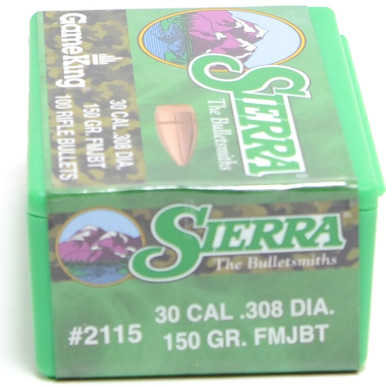 GameKing
30 CAL .308 DIA.
150 GR. FMJBT
100 RIFLE BULLETS
SIERRA
The Bulletsmiths
SIERRA
The Bulletsmiths
#2115
30 CAL .308 DIA.
150 GR. FMJBT